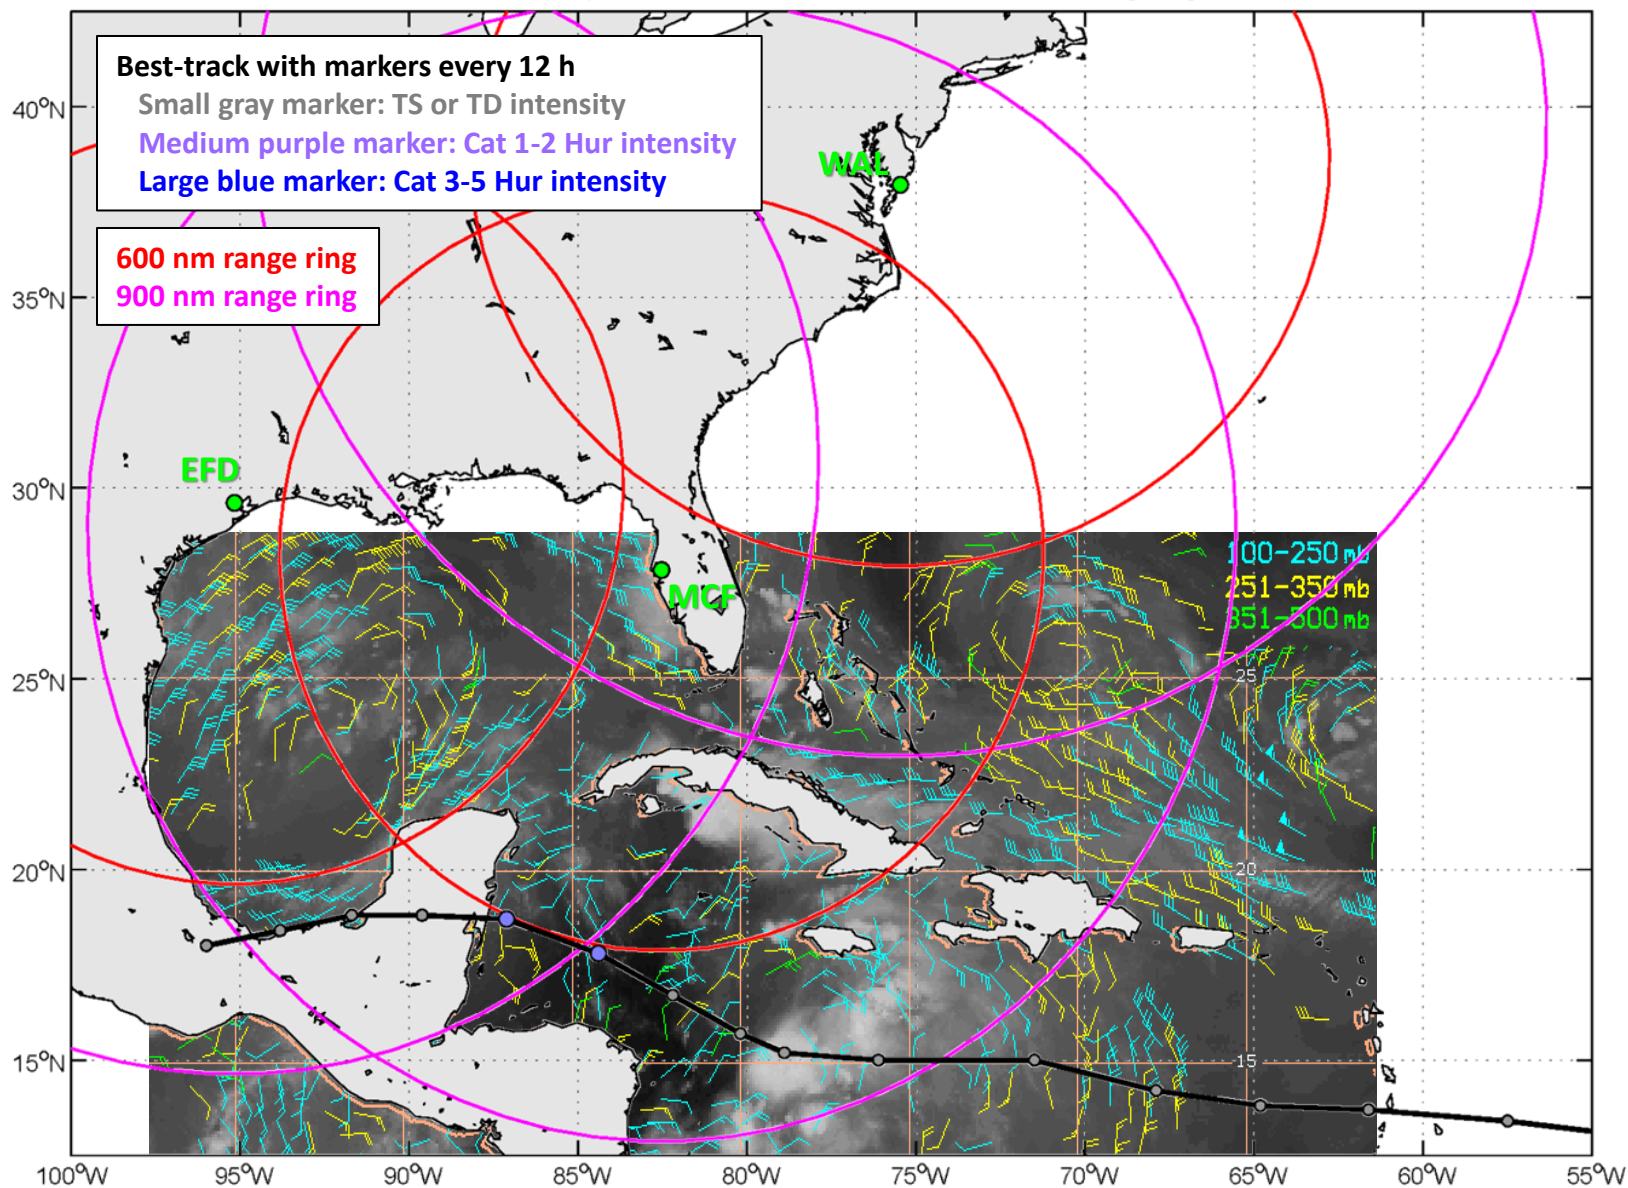 Best-track with markers every 12 h
Small gray marker: TS or TD intensity
Medium purple marker: Cat 1-2 Hur intensity
Large blue marker: Cat 3-5 Hur intensity
600 nm range ring
900 nm range ring
40°N
35°N
30°N
25°N
20°N
15°N
WAL
EFD
MCF
100-250 mb
251-350 mb
351-500 mb
25
20
15
100°W
95°W
90°W
85°W
80°W
75°W
70°W
65°W
60°W
55°W